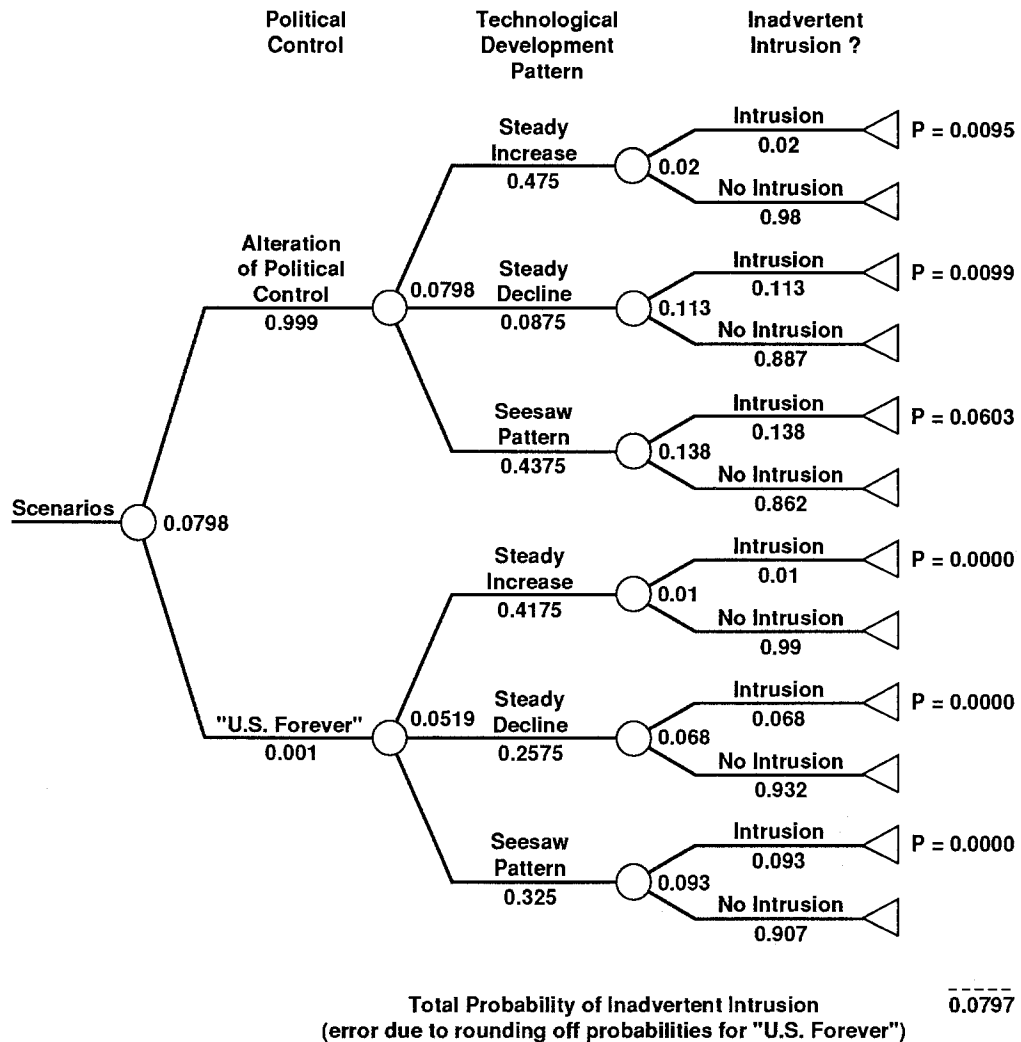 Political
Control
Technological
Development
Pattern
Inadvertent
Intrusion ?
Steady
Increase
0.475
0.02
Intrusion
0.02
P = 0.0095
No Intrusion
0.98
Alteration
of Political
Control
0.999
0.0798
Steady
Decline
0.0875
0.113
Intrusion
0.113
P = 0.0099
No Intrusion
0.887
Seesaw
Pattern
0.4375
0.138
Intrusion
0.138
P = 0.0603
No Intrusion
0.862
Scenarios
0.0798
Steady
Increase
0.4175
0.01
Intrusion
0.01
P = 0.0000
No Intrusion
0.99
"U.S. Forever"
0.001
0.0519
Steady
Decline
0.2575
0.068
Intrusion
0.068
P = 0.0000
No Intrusion
0.932
Seesaw
Pattern
0.325
0.093
Intrusion
0.093
P = 0.0000
No Intrusion
0.907
Total Probability of Inadvertent Intrusion
0.0797
(error due to rounding off probabilities for "U.S. Forever")